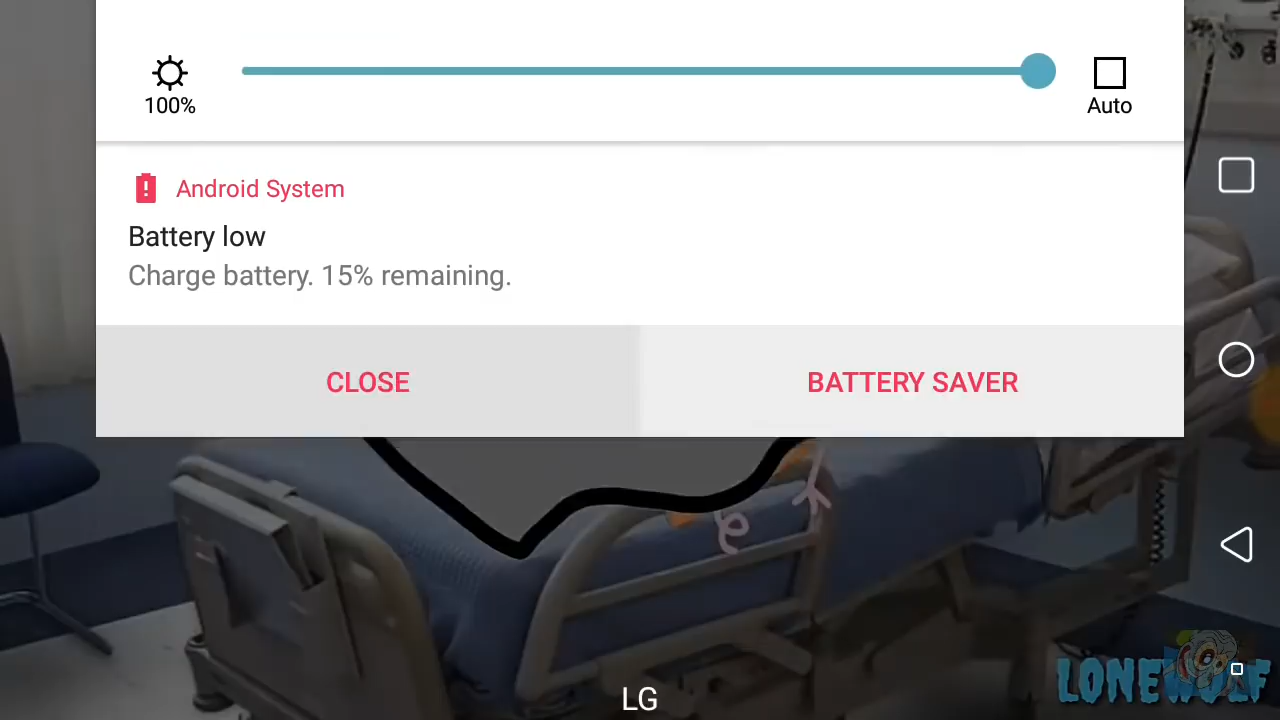 100%
Auto
Android System
Battery low
Charge battery. 15% remaining.
CLOSE
BATTERY SAVER
e
LG
LONEWOLF